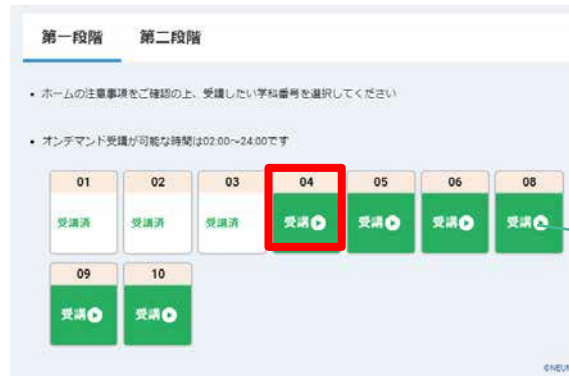 第一段階 第二段階
• ホームの注意事項をご確認の上、受講したい学科番号を選択してください
• オンデマンド受講が可能な時間は02:00～24:00です
01 02 03 04 05 06 08
受講済 受講済 受講済 受講 受講 受講 受講
09 10
受講 受講